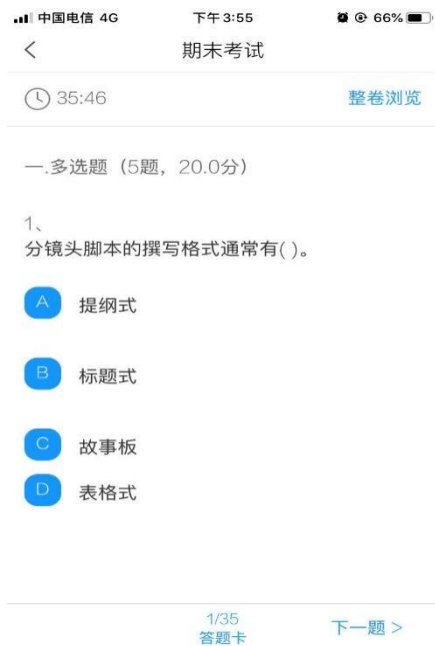 中国电信 4G 下午3:55 66%
期末考试
35:46 整卷浏览
一.多选题（5题，20.0分）
1、
分镜头脚本的撰写格式通常有( )。
A 提纲式
B 标题式
C 故事板
D 表格式
1/35
答题卡 下一题 >